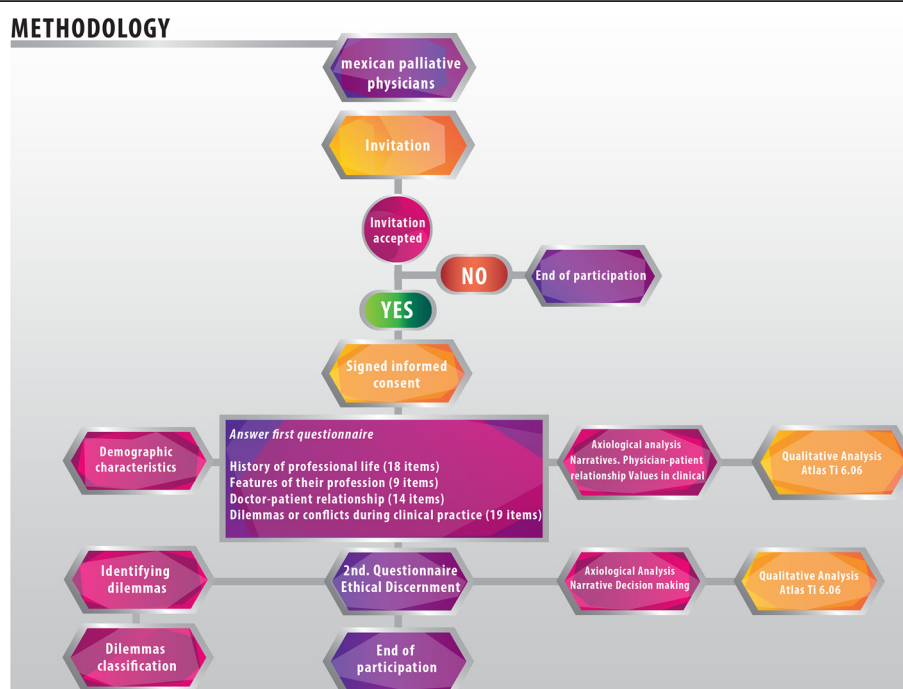 METHODOLOGY
mexican palliative
physicians
Invitation
Invitation
accepted
NO
End of participation
YES
Signed informed
consent
Demographic
characteristics
Answer first questionnaire
History of professional life (18 items)
Features of their profession (9 items)
Doctor-patient relationship (14 items)
Dilemmas or conflicts during clinical practice (19 items)
Axiological analysis
Narratives. Physician-patient
relationship Values in clinical
Qualitative Analysis
Atlas Ti 6.06
Identifying
dilemmas
2nd. Questionnaire
Ethical Discernment
Axiological Analysis
Narrative Decision making
Qualitative Analysis
Atlas Ti 6.06
Dilemmas
classification
End of
participation